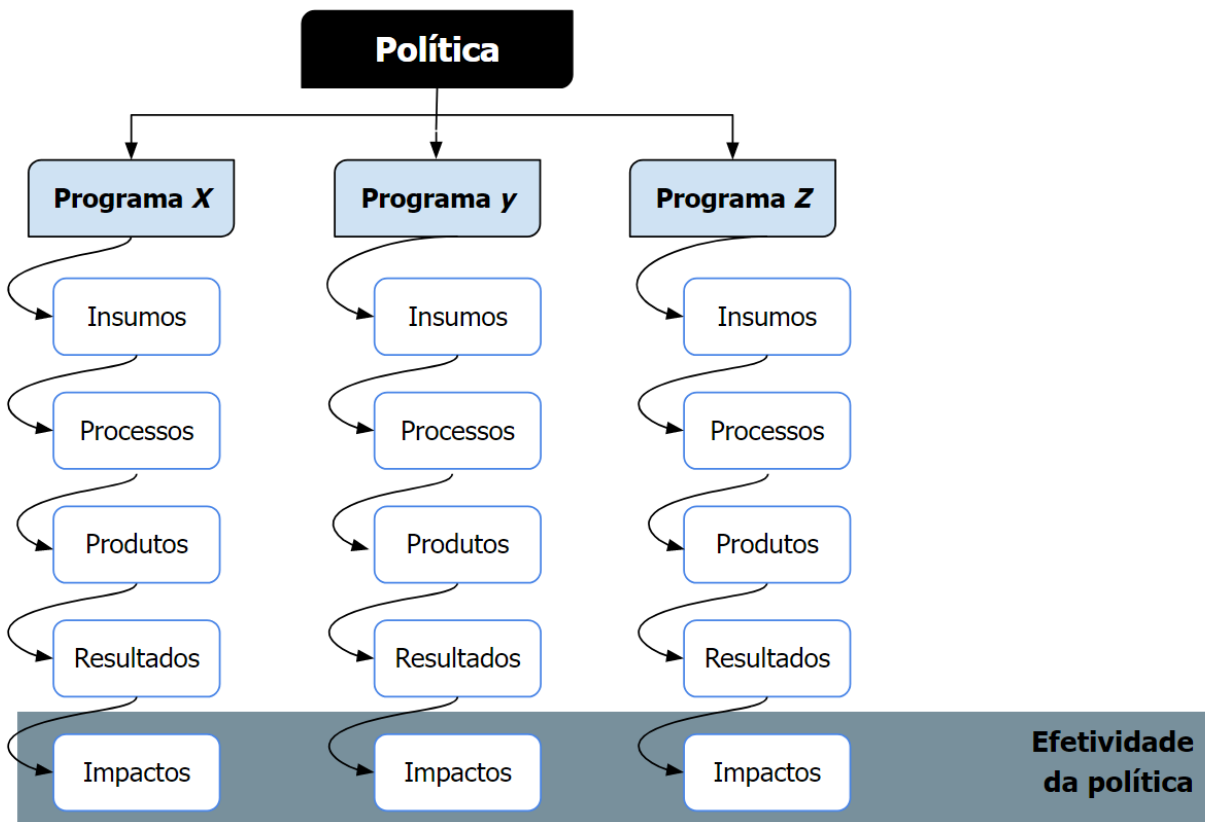 Política
Programa X
Programa y
Programa Z
Insumos
Insumos
Insumos
Processos
Processos
Processos
Produtos
Produtos
Produtos
Resultados
Resultados
Resultados
Impactos
Impactos
Impactos
Efetividade
da política